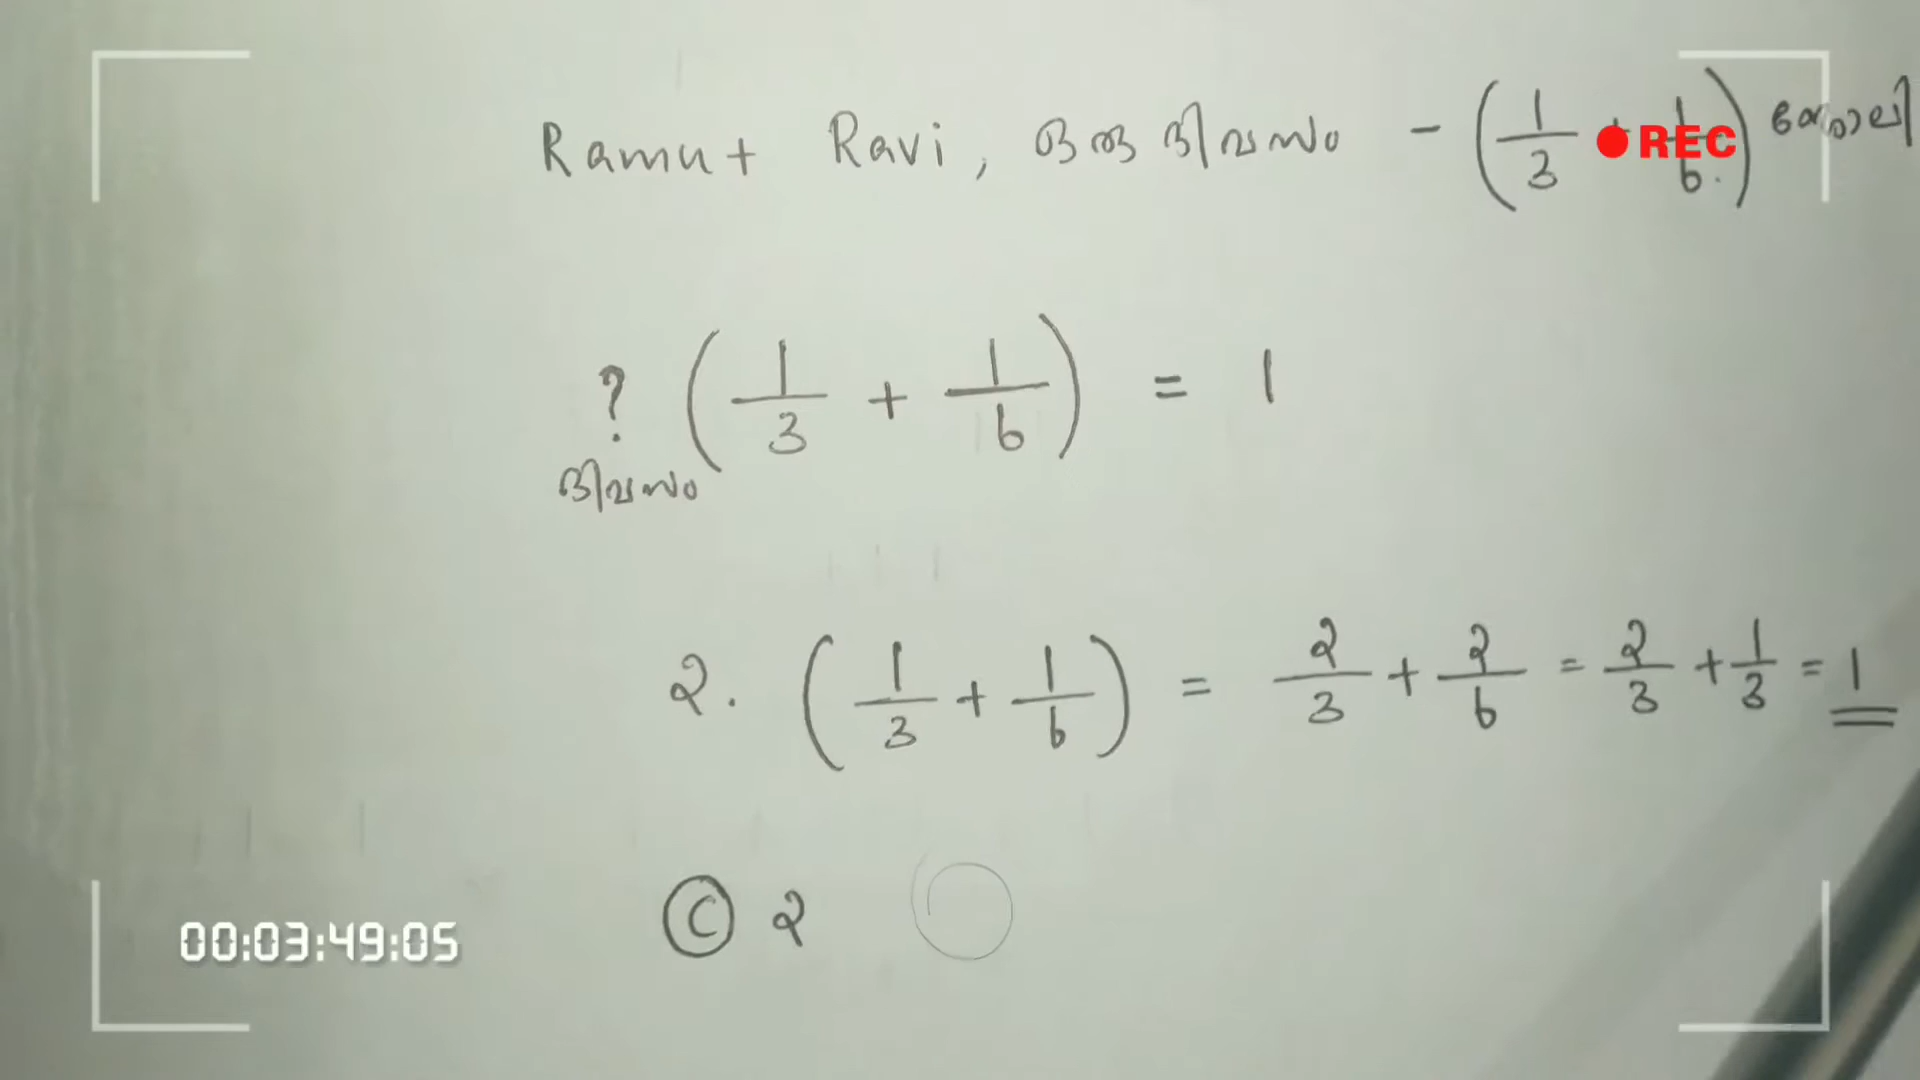 Ramu + Ravi, ഒരു ദിവസം - (1/3 + 1/6) ജോലി
● REC
? (1/3 + 1/6) = 1
ദിവസം
2. (1/3 + 1/6) = 2/3 + 2/6 = 2/3 + 1/3 = 1
00:03:49:05
(C) 2